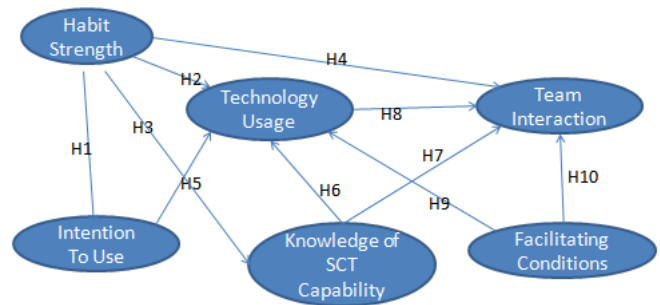 Habit
Strength
H4
H2
Technology
Usage
Team
Interaction
H8
H3
H1
H7
H5
H6
H9
H10
Intention
To Use
Knowledge of
SCT
Capability
Facilitating
Conditions